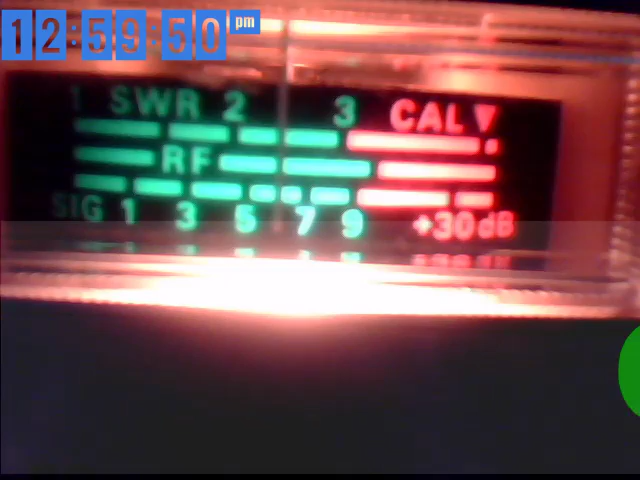 12:59:50 pm
1 SWR 2 3 CAL▼
RF
SIG 1 3 5 7 9 +30dB